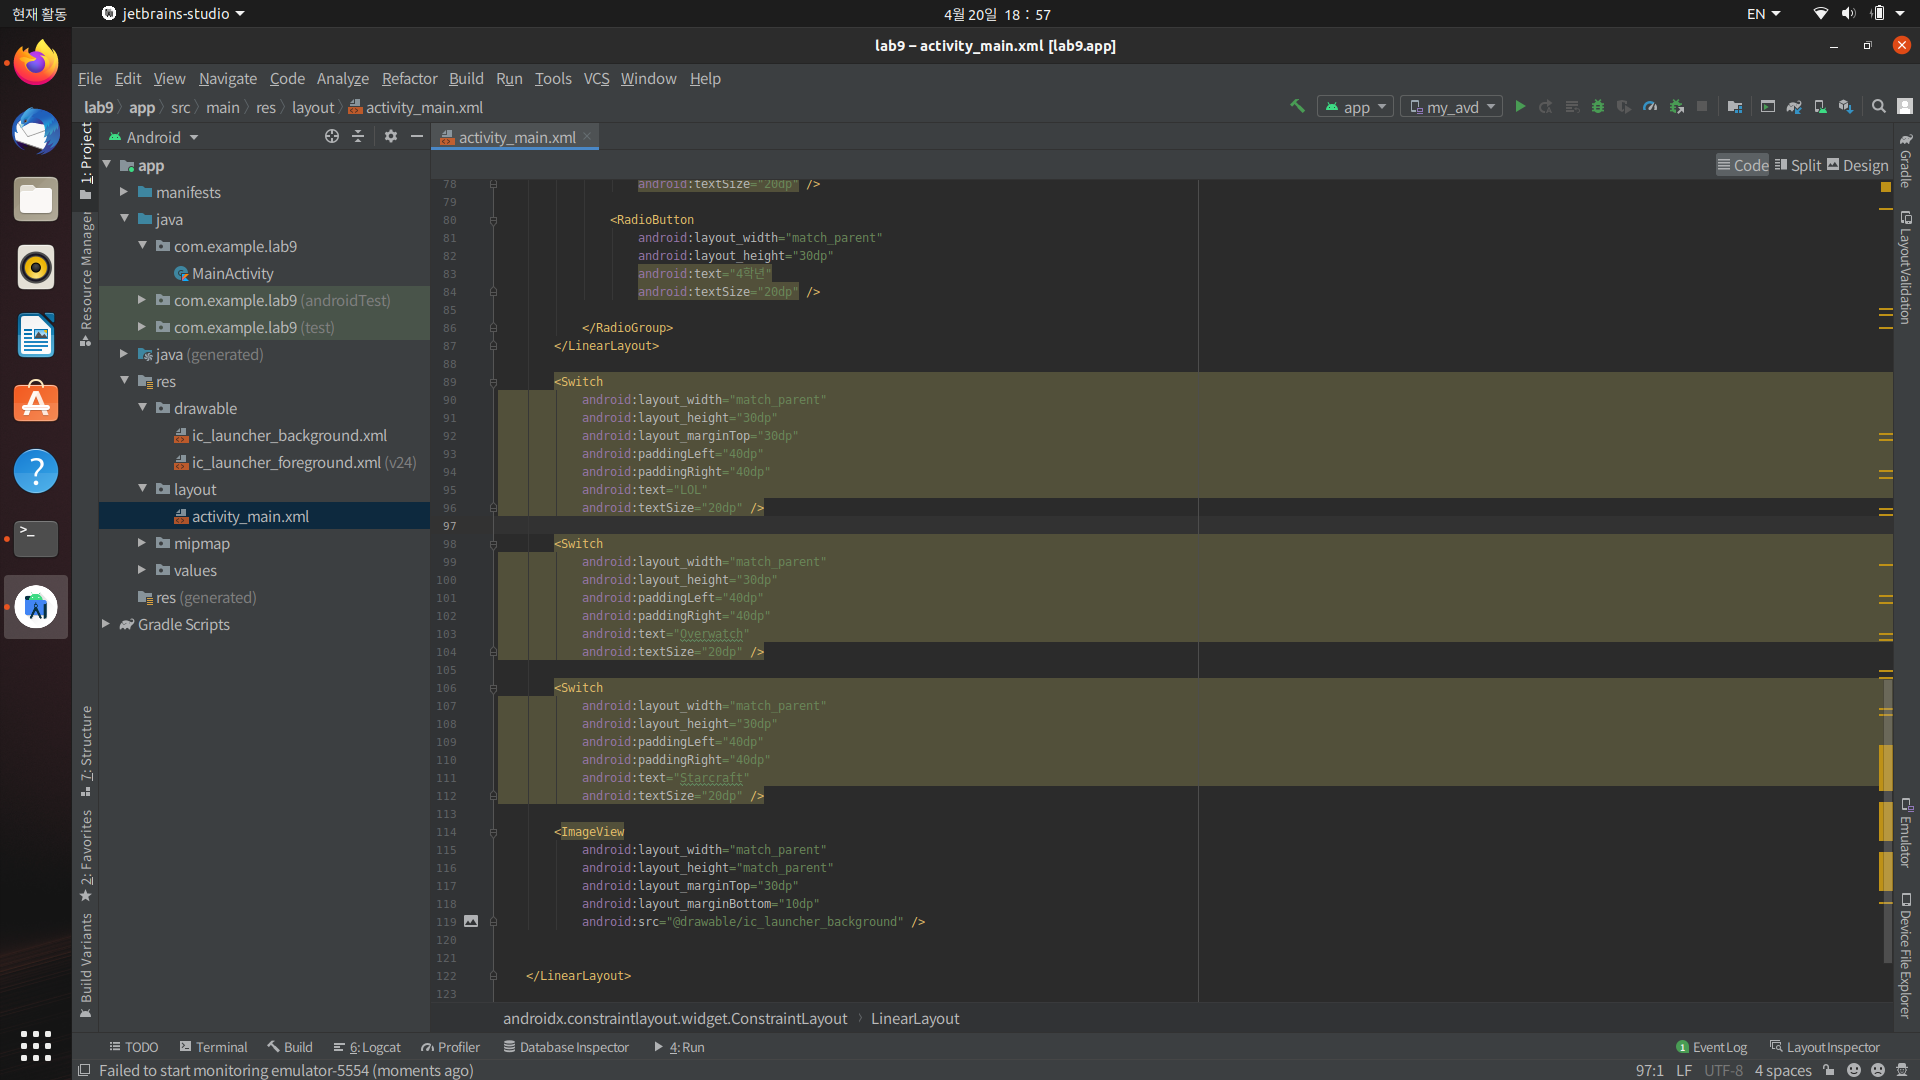 현재 활동
jetbrains-studio
4월 20일 18 : 57
EN
lab9 – activity_main.xml [lab9.app]
File Edit View Navigate Code Analyze Refactor Build Run Tools VCS Window Help
lab9 app src main res layout activity_main.xml
app
my_avd
1: Project
Resource Manager
7: Structure
2: Favorites
Build Variants
Android
app
manifests
java
com.example.lab9
MainActivity
com.example.lab9 (androidTest)
com.example.lab9 (test)
java (generated)
res
drawable
ic_launcher_background.xml
ic_launcher_foreground.xml (v24)
layout
activity_main.xml
mipmap
values
res (generated)
Gradle Scripts
activity_main.xml
Code Split Design
78 android:textSize="20dp" />
79
80 <RadioButton
81 android:layout_width="match_parent"
82 android:layout_height="30dp"
83 android:text="4학년"
84 android:textSize="20dp" />
85
86 </RadioGroup>
87 </LinearLayout>
88
89 <Switch
90 android:layout_width="match_parent"
91 android:layout_height="30dp"
92 android:layout_marginTop="30dp"
93 android:paddingLeft="40dp"
94 android:paddingRight="40dp"
95 android:text="LOL"
96 android:textSize="20dp" />
97
98 <Switch
99 android:layout_width="match_parent"
100 android:layout_height="30dp"
101 android:paddingLeft="40dp"
102 android:paddingRight="40dp"
103 android:text="Overwatch"
104 android:textSize="20dp" />
105
106 <Switch
107 android:layout_width="match_parent"
108 android:layout_height="30dp"
109 android:paddingLeft="40dp"
110 android:paddingRight="40dp"
111 android:text="Starcraft"
112 android:textSize="20dp" />
113
114 <ImageView
115 android:layout_width="match_parent"
116 android:layout_height="match_parent"
117 android:layout_marginTop="30dp"
118 android:layout_marginBottom="10dp"
119 android:src="@drawable/ic_launcher_background" />
120
121
122 </LinearLayout>
123
androidx.constraintlayout.widget.ConstraintLayout LinearLayout
Gradle
Layout Validation
Emulator
Device File Explorer
TODO Terminal Build 6: Logcat Profiler Database Inspector 4: Run
1 Event Log Layout Inspector
Failed to start monitoring emulator-5554 (moments ago)
97:1 LF UTF-8 4 spaces